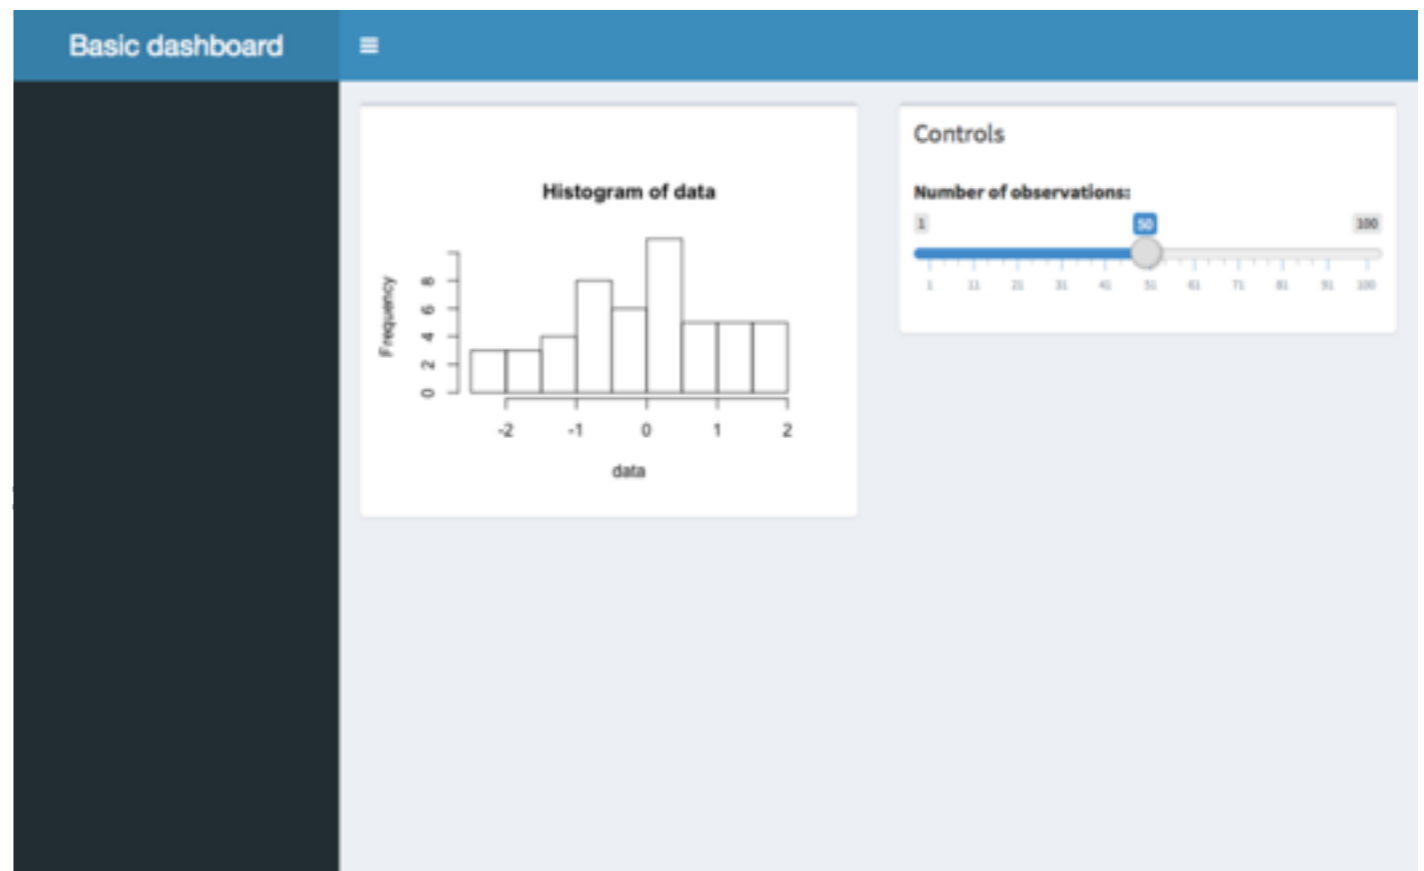 Basic dashboard
Histogram of data
Frequency
0 2 4 6 8
-2 -1 0 1 2
data
Controls
Number of observations:
1 50 100
1 11 21 31 41 51 61 71 81 91 100